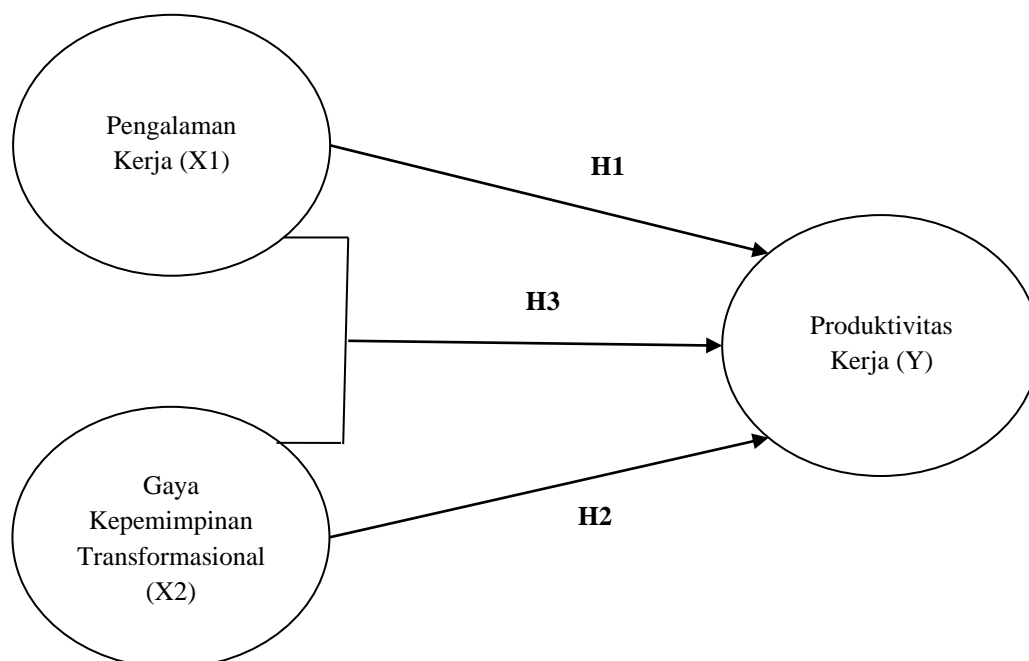 Pengalaman
Kerja (X1)
H1
H3
Produktivitas
Kerja (Y)
Gaya
Kepemimpinan
Transformasional
(X2)
H2